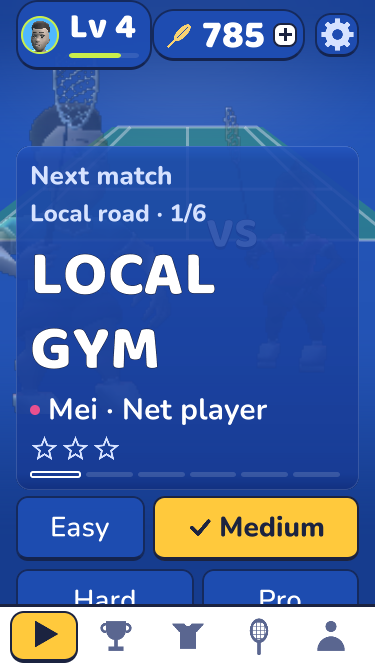 Lv 4
785
Next match
Local road · 1/6
VS
LOCAL
GYM
Mei · Net player
Easy
Medium
Hard
Pro